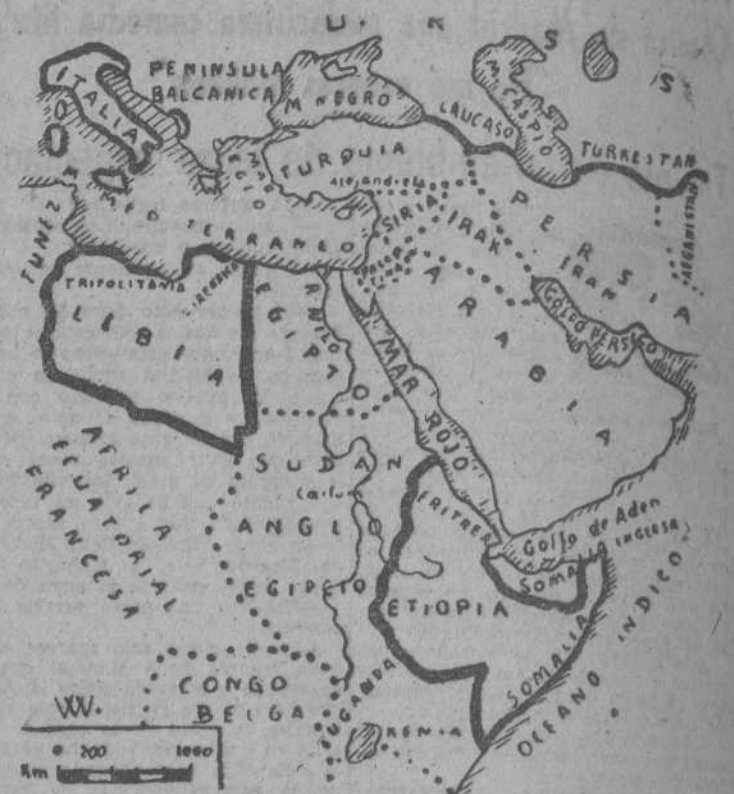 U R S S
PENINSULA
BALCANICA
ITALIA
M. NEGRO
CAUCASO
M. CASPIO
TURKESTAN
MAR
EGEO
TURQUIA
Alejandreta
TUNEZ
MEDITERRANEO
SIRIA
IRAK
PERSIA
IRAN
AFGANISTAN
TRIPOLITANIA
LIBIA
EGIPTO
R. NILO
ARABIA
GOLFO PERSICO
MAR ROJO
AFRICA
ECUATORIAL
FRANCESA
SUDAN
ANGLO
EGIPCIO
ERITREA
Golfo de Aden
SOMALIA INGLESA
ETIOPIA
SOMALIA
OCEANO INDICO
CONGO
BELGA
UGANDA
KENIA
0 200 1000
Km